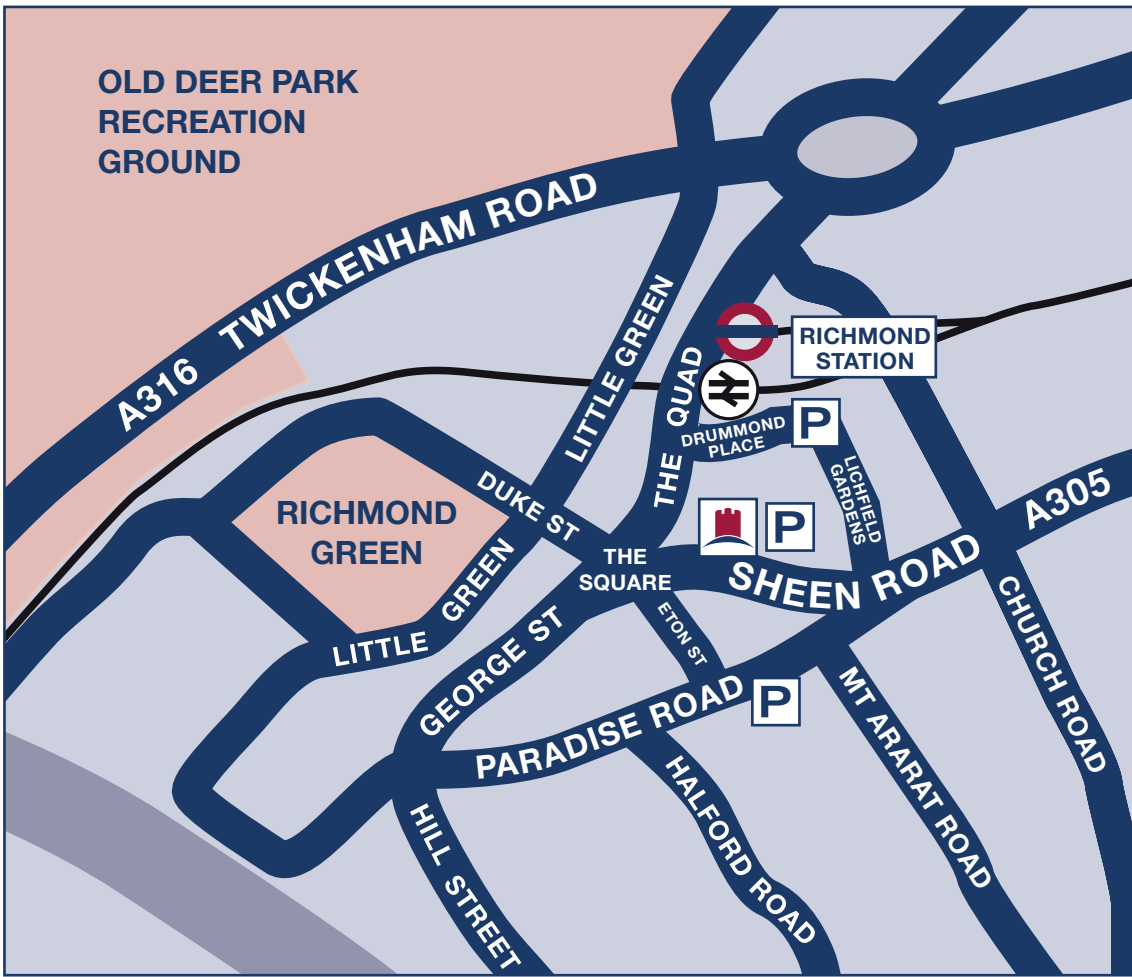 OLD DEER PARK
RECREATION
GROUND
A316 TWICKENHAM ROAD
LITTLE GREEN
THE QUAD
RICHMOND
STATION
DRUMMOND
PLACE
P
LICHFIELD
GARDENS
RICHMOND
GREEN
DUKE ST
THE
SQUARE
P
SHEEN ROAD
A305
LITTLE GREEN
GEORGE ST
ETON ST
PARADISE ROAD
P
CHURCH ROAD
MT ARARAT ROAD
HALFORD ROAD
HILL STREET